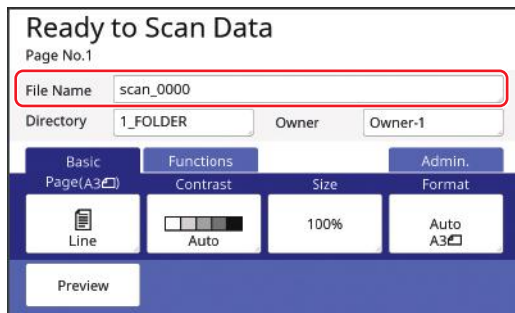 Ready to Scan Data
Page No.1
File Name scan_0000
Directory 1_FOLDER Owner Owner-1
Basic Functions Admin.
Page(A3) Contrast Size Format
Line Auto 100% Auto
A3
Preview